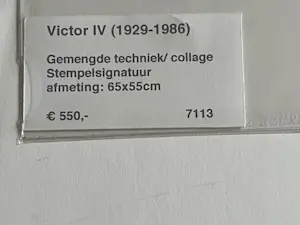 Victor IV (1929-1986)
Gemengde techniek/ collage
Stempelsignatuur
afmeting: 65x55cm
€ 550,- 7113